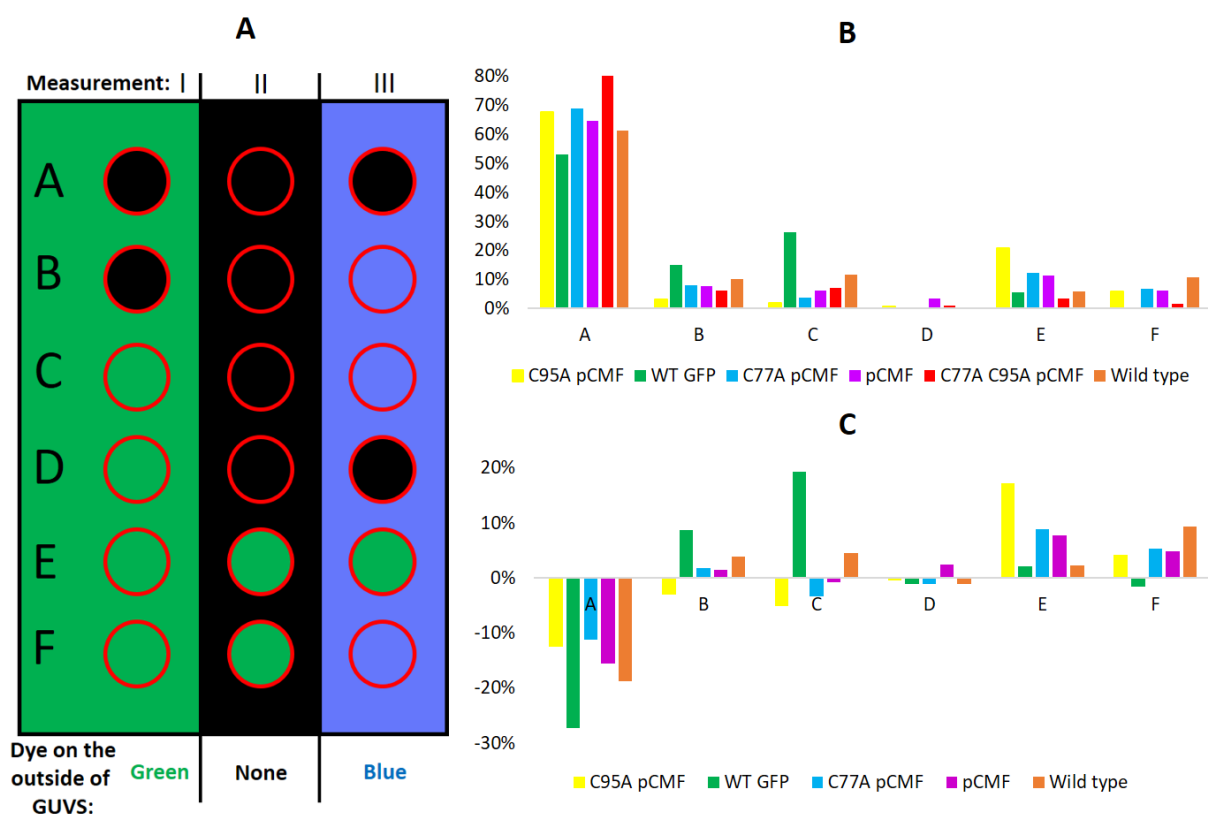 A
Measurement: | || |||
A
B
C
D
E
F
Dye on the
outside of
GUVS:
Green None Blue
B
80%
70%
60%
50%
40%
30%
20%
10%
0%
A B C D E F
C95A pCMF WT GFP C77A pCMF pCMF C77A C95A pCMF Wild type
C
20%
10%
0%
-10%
-20%
-30%
A B C D E F
C95A pCMF WT GFP C77A pCMF pCMF Wild type